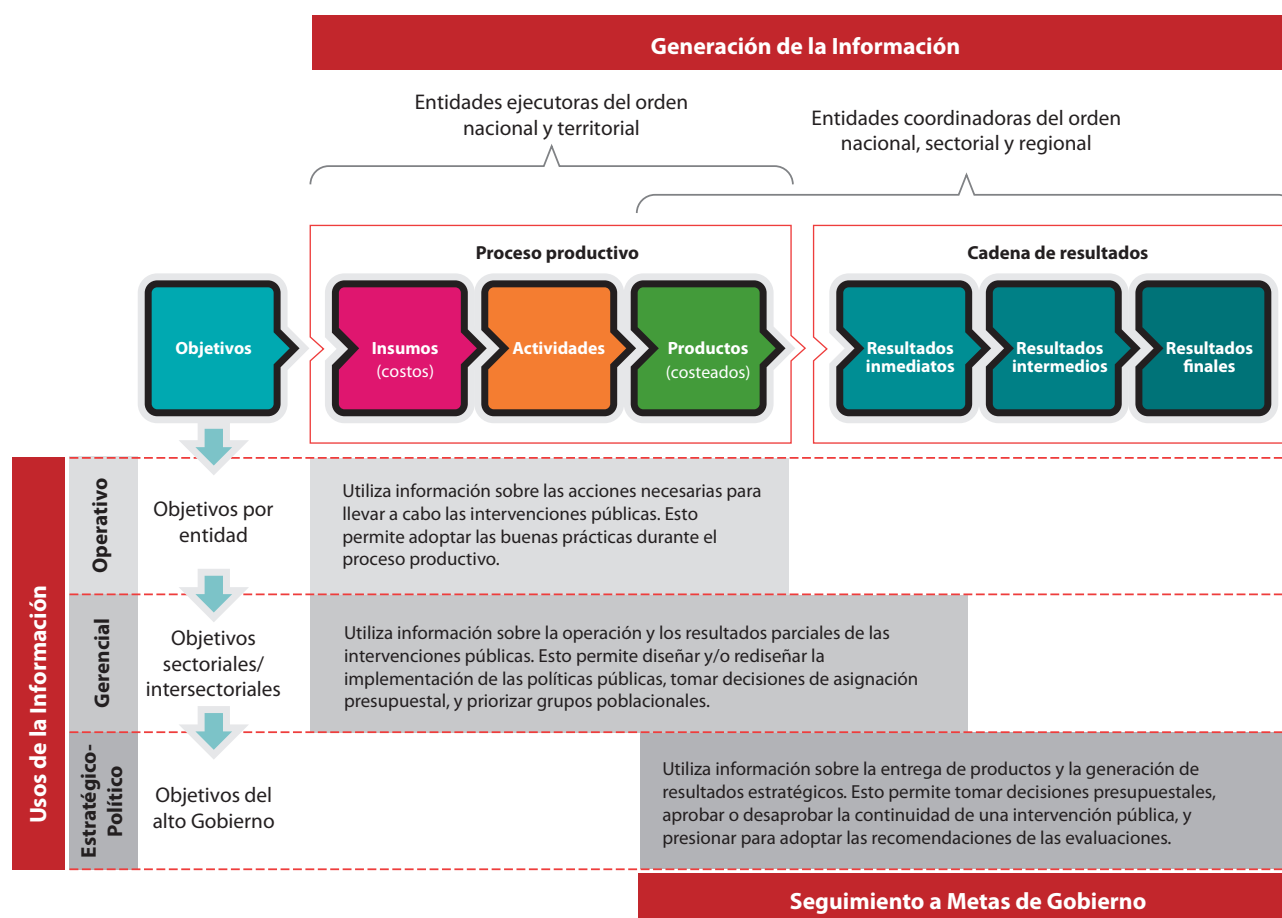 Generación de la Información
Entidades ejecutoras del orden
nacional y territorial
Entidades coordinadoras del orden
nacional, sectorial y regional
Proceso productivo
Cadena de resultados
Objetivos
Insumos
(costos)
Actividades
Productos
(costeados)
Resultados
inmediatos
Resultados
intermedios
Resultados
finales
Usos de la Información
Operativo
Objetivos por
entidad
Utiliza información sobre las acciones necesarias para
llevar a cabo las intervenciones públicas. Esto
permite adoptar las buenas prácticas durante el
proceso productivo.
Gerencial
Objetivos
sectoriales/
intersectoriales
Utiliza información sobre la operación y los resultados parciales de las
intervenciones públicas. Esto permite diseñar y/o rediseñar la
implementación de las políticas públicas, tomar decisiones de asignación
presupuestal, y priorizar grupos poblacionales.
Estratégico-
Político
Objetivos del
alto Gobierno
Utiliza información sobre la entrega de productos y la generación de
resultados estratégicos. Esto permite tomar decisiones presupuestales,
aprobar o desaprobar la continuidad de una intervención pública, y
presionar para adoptar las recomendaciones de las evaluaciones.
Seguimiento a Metas de Gobierno